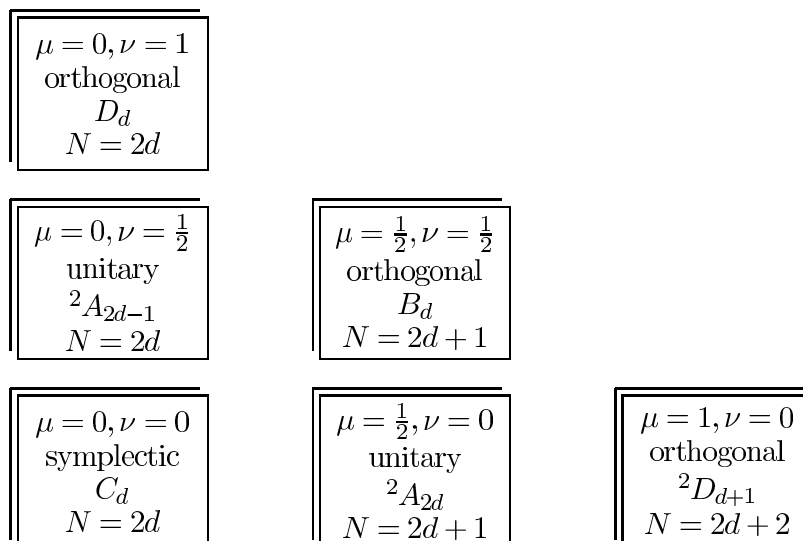 μ = 0, ν = 1
orthogonal
D_d
N = 2d
μ = 0, ν = 1/2
unitary
²A_{2d−1}
N = 2d
μ = 1/2, ν = 1/2
orthogonal
B_d
N = 2d + 1
μ = 0, ν = 0
symplectic
C_d
N = 2d
μ = 1/2, ν = 0
unitary
²A_{2d}
N = 2d + 1
μ = 1, ν = 0
orthogonal
²D_{d+1}
N = 2d + 2